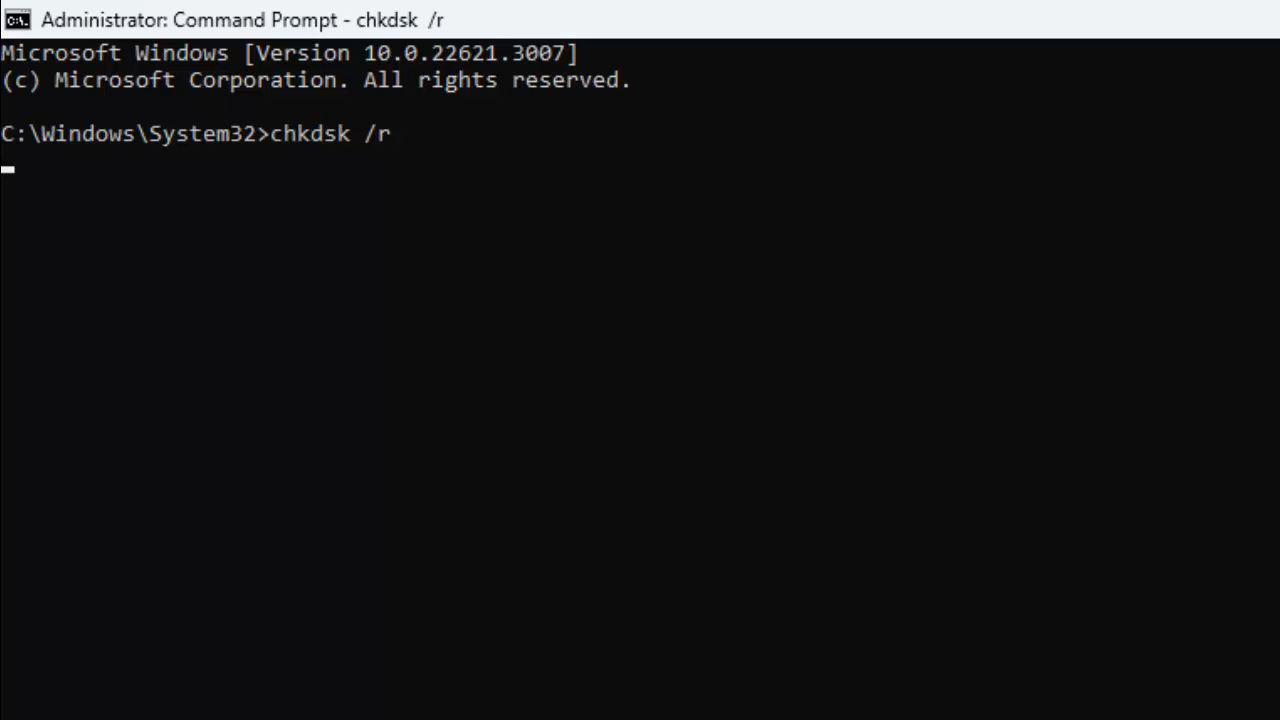 Administrator: Command Prompt - chkdsk  /r
Microsoft Windows [Version 10.0.22621.3007]
(c) Microsoft Corporation. All rights reserved.
C:\Windows\System32>chkdsk /r